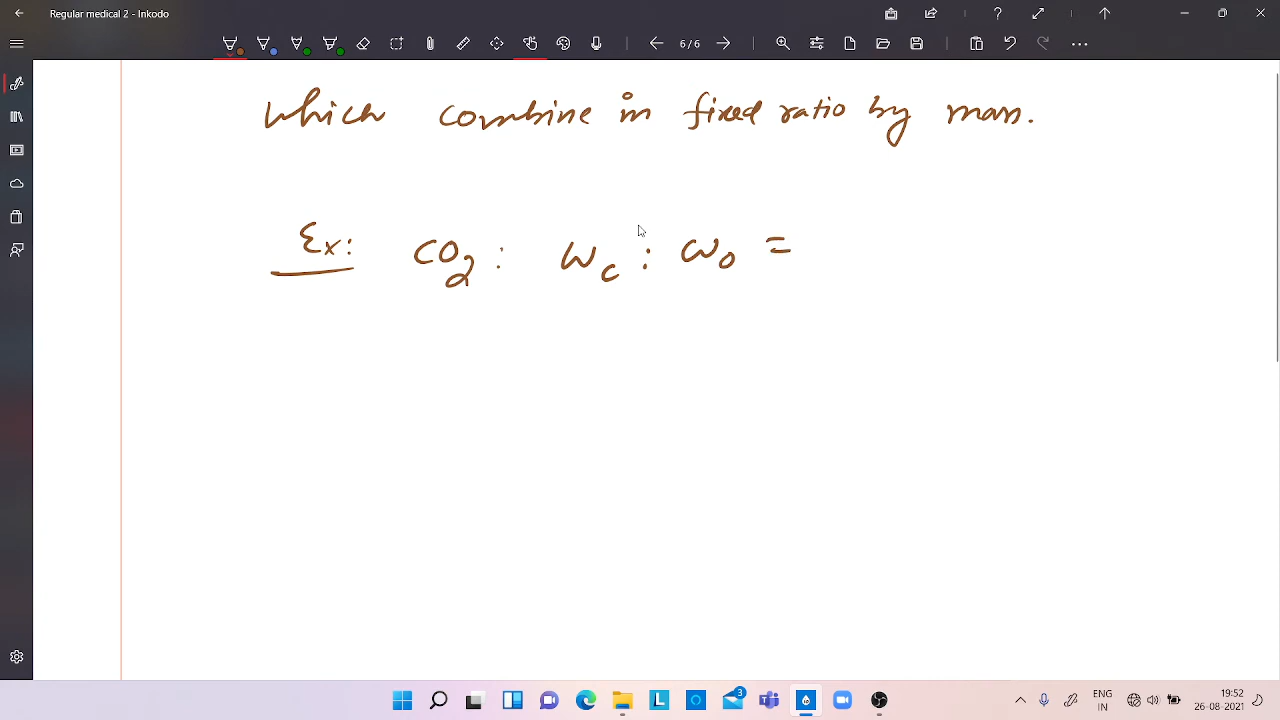 Regular medical 2 - Inkodo
6/6
which combine in fixed ratio by mass.
Ex: CO2 : Wc : Wo =
3
ENG
IN
19:52
26-08-2021